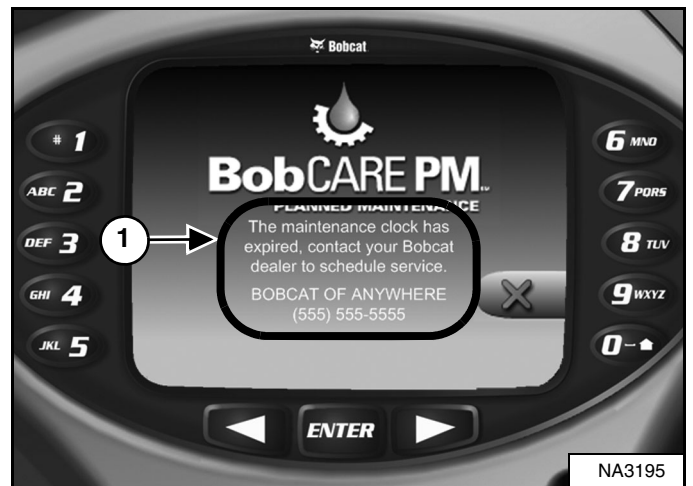 Bobcat
# 1
ABC 2
DEF 3
GHI 4
JKL 5
6 MNO
7 PQRS
8 TUV
9 WXYZ
0-
BobCARE PM™
PLANNED MAINTENANCE
The maintenance clock has
expired, contact your Bobcat
dealer to schedule service.
BOBCAT OF ANYWHERE
(555) 555-5555
1
ENTER
NA3195